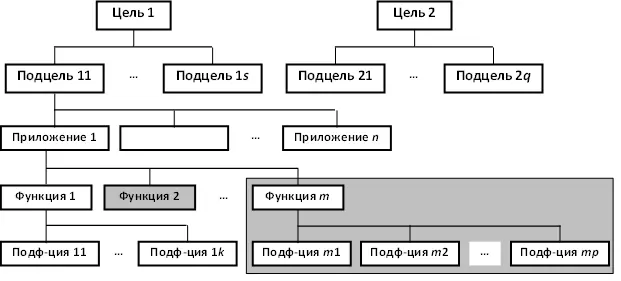 Цель 1 Цель 2
Подцель 11 ... Подцель 1s Подцель 21 ... Подцель 2q
Приложение 1 ... Приложение n
Функция 1 Функция 2 ... Функция m
Подф-ция 11 ... Подф-ция 1k Подф-ция m1 Подф-ция m2 ... Подф-ция mp